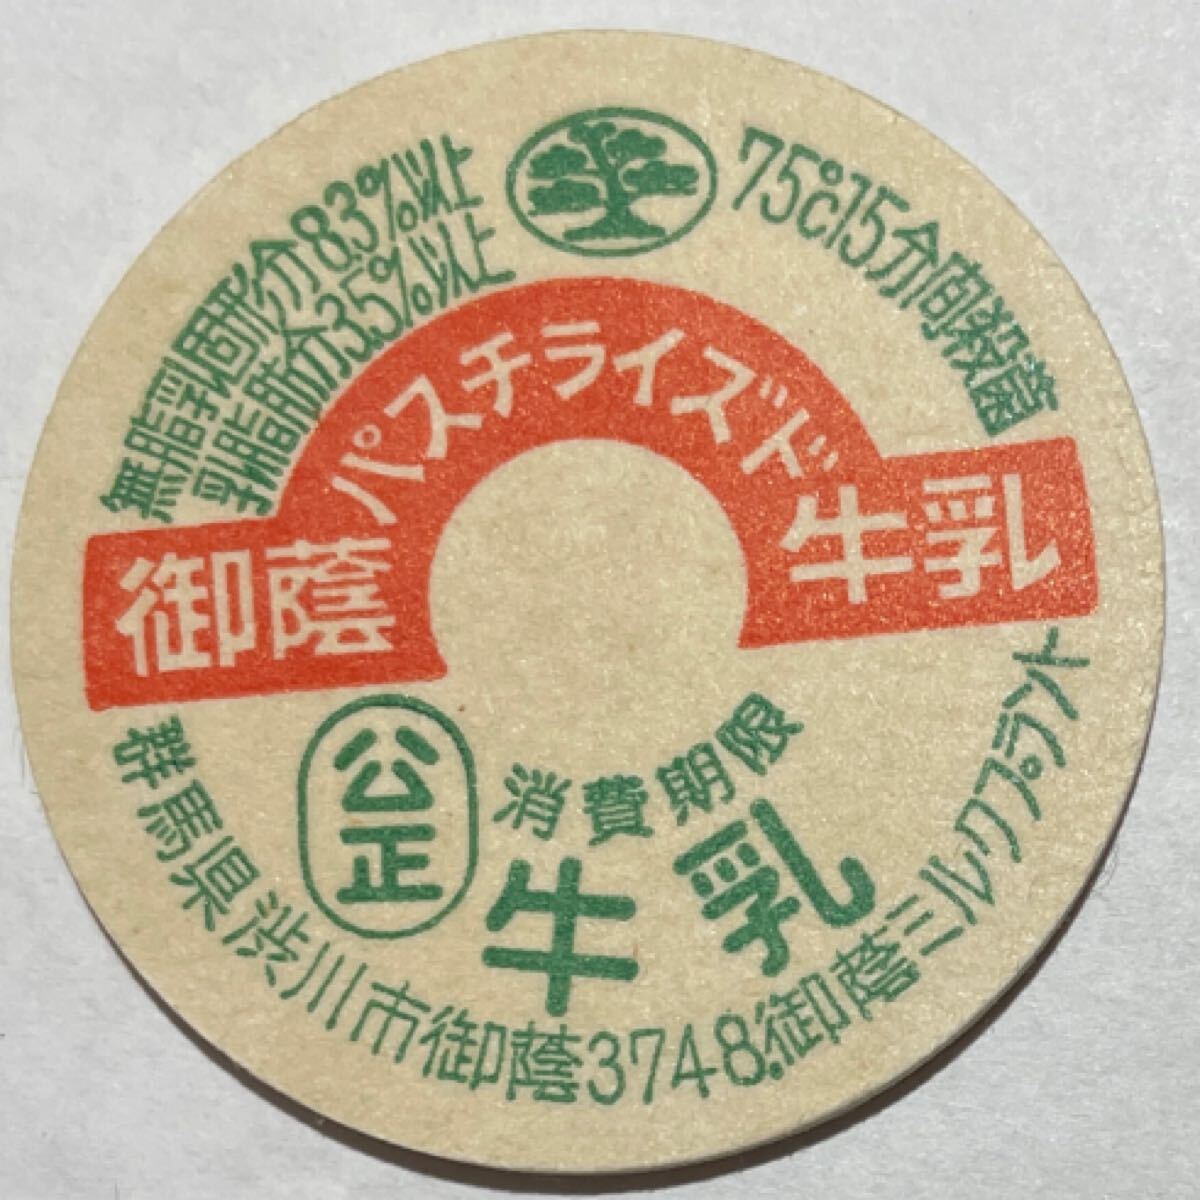 無脂乳固形分8.3%以上
乳脂肪分3.5%以上
75℃15分間殺菌
御蔭パスチライズド牛乳
公正
消費期限
牛乳
群馬県渋川市御蔭3748.御蔭ミルクプラント